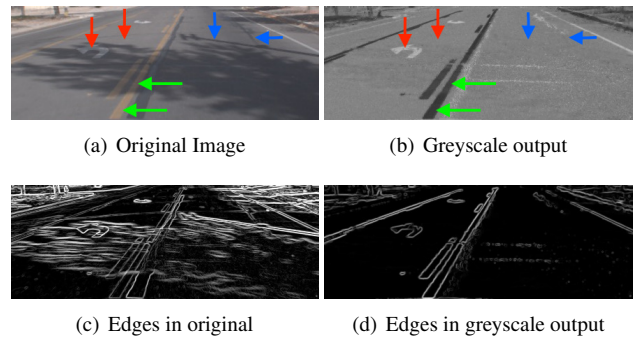 (a) Original Image
(b) Greyscale output
(c) Edges in original
(d) Edges in greyscale output